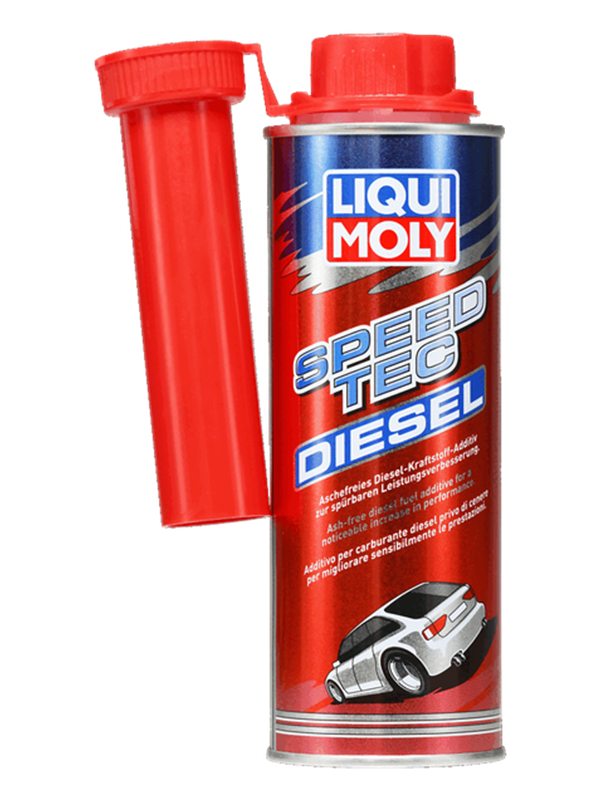 LIQUI
MOLY
SPEED
TEC
DIESEL
Aschefreies Diesel-Kraftstoff-Additiv
zur spürbaren Leistungsverbesserung.
Ash-free diesel fuel additive for a
noticeable increase in performance.
Additivo per carburante diesel privo di cenere
per migliorare sensibilmente le prestazioni.